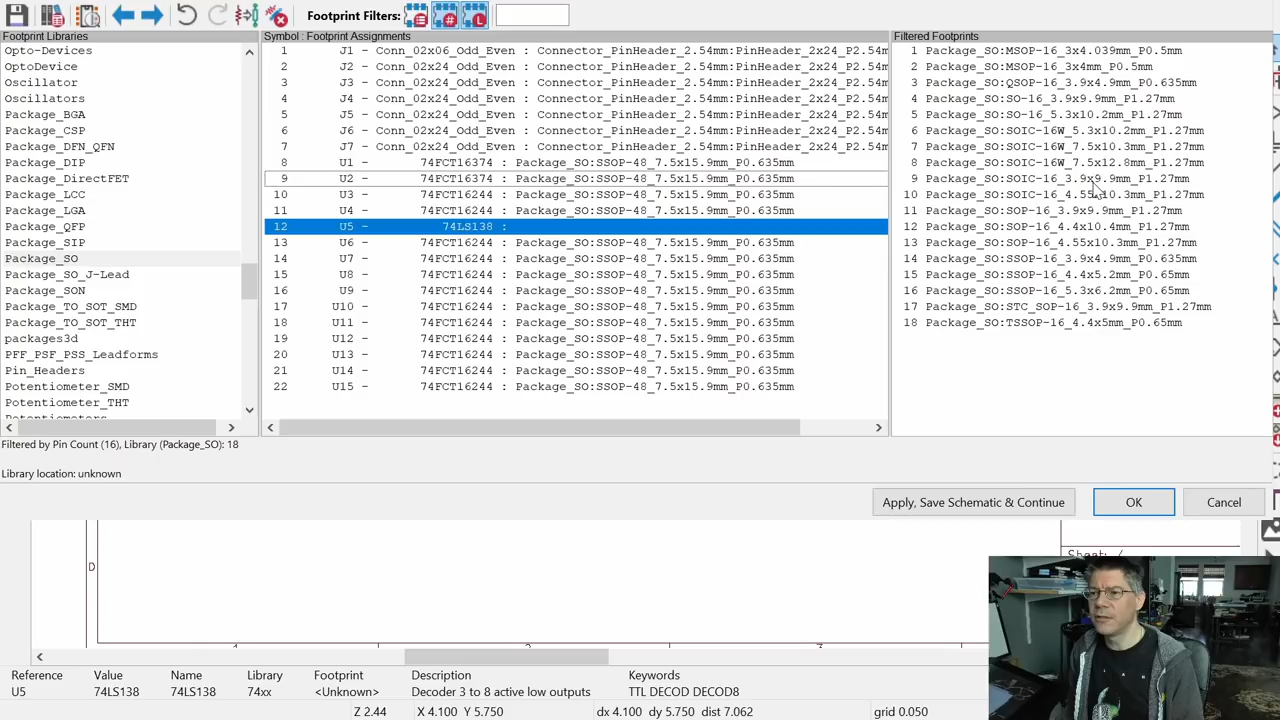 Footprint Filters:
Footprint Libraries
Opto-Devices
OptoDevice
Oscillator
Oscillators
Package_BGA
Package_CSP
Package_DFN_QFN
Package_DIP
Package_DirectFET
Package_LCC
Package_LGA
Package_QFP
Package_SIP
Package_SO
Package_SO_J-Lead
Package_SON
Package_TO_SOT_SMD
Package_TO_SOT_THT
packages3d
PFF_PSF_PSS_Leadforms
Pin_Headers
Potentiometer_SMD
Potentiometer_THT
Symbol : Footprint Assignments
1 J1 - Conn_02x06_Odd_Even : Connector_PinHeader_2.54mm:PinHeader_2x24_P2.54m
2 J2 - Conn_02x24_Odd_Even : Connector_PinHeader_2.54mm:PinHeader_2x24_P2.54m
3 J3 - Conn_02x24_Odd_Even : Connector_PinHeader_2.54mm:PinHeader_2x24_P2.54m
4 J4 - Conn_02x24_Odd_Even : Connector_PinHeader_2.54mm:PinHeader_2x24_P2.54m
5 J5 - Conn_02x24_Odd_Even : Connector_PinHeader_2.54mm:PinHeader_2x24_P2.54m
6 J6 - Conn_02x24_Odd_Even : Connector_PinHeader_2.54mm:PinHeader_2x24_P2.54m
7 J7 - Conn_02x24_Odd_Even : Connector_PinHeader_2.54mm:PinHeader_2x24_P2.54m
8 U1 - 74FCT16374 : Package_SO:SSOP-48_7.5x15.9mm_P0.635mm
9 U2 - 74FCT16374 : Package_SO:SSOP-48_7.5x15.9mm_P0.635mm
10 U3 - 74FCT16244 : Package_SO:SSOP-48_7.5x15.9mm_P0.635mm
11 U4 - 74FCT16244 : Package_SO:SSOP-48_7.5x15.9mm_P0.635mm
12 U5 - 74LS138 :
13 U6 - 74FCT16244 : Package_SO:SSOP-48_7.5x15.9mm_P0.635mm
14 U7 - 74FCT16244 : Package_SO:SSOP-48_7.5x15.9mm_P0.635mm
15 U8 - 74FCT16244 : Package_SO:SSOP-48_7.5x15.9mm_P0.635mm
16 U9 - 74FCT16244 : Package_SO:SSOP-48_7.5x15.9mm_P0.635mm
17 U10 - 74FCT16244 : Package_SO:SSOP-48_7.5x15.9mm_P0.635mm
18 U11 - 74FCT16244 : Package_SO:SSOP-48_7.5x15.9mm_P0.635mm
19 U12 - 74FCT16244 : Package_SO:SSOP-48_7.5x15.9mm_P0.635mm
20 U13 - 74FCT16244 : Package_SO:SSOP-48_7.5x15.9mm_P0.635mm
21 U14 - 74FCT16244 : Package_SO:SSOP-48_7.5x15.9mm_P0.635mm
22 U15 - 74FCT16244 : Package_SO:SSOP-48_7.5x15.9mm_P0.635mm
Filtered Footprints
1 Package_SO:MSOP-16_3x4.039mm_P0.5mm
2 Package_SO:MSOP-16_3x4mm_P0.5mm
3 Package_SO:QSOP-16_3.9x4.9mm_P0.635mm
4 Package_SO:SO-16_3.9x9.9mm_P1.27mm
5 Package_SO:SO-16_5.3x10.2mm_P1.27mm
6 Package_SO:SOIC-16W_5.3x10.2mm_P1.27mm
7 Package_SO:SOIC-16W_7.5x10.3mm_P1.27mm
8 Package_SO:SOIC-16W_7.5x12.8mm_P1.27mm
9 Package_SO:SOIC-16_3.9x9.9mm_P1.27mm
10 Package_SO:SOIC-16_4.55x10.3mm_P1.27mm
11 Package_SO:SOP-16_3.9x9.9mm_P1.27mm
12 Package_SO:SOP-16_4.4x10.4mm_P1.27mm
13 Package_SO:SOP-16_4.55x10.3mm_P1.27mm
14 Package_SO:SSOP-16_3.9x4.9mm_P0.635mm
15 Package_SO:SSOP-16_4.4x5.2mm_P0.65mm
16 Package_SO:SSOP-16_5.3x6.2mm_P0.65mm
17 Package_SO:STC_SOP-16_3.9x9.9mm_P1.27mm
18 Package_SO:TSSOP-16_4.4x5mm_P0.65mm
Filtered by Pin Count (16), Library (Package_SO): 18
Library location: unknown
Apply, Save Schematic & Continue
OK
Cancel
D
Reference Value Name Library Footprint Description Keywords
U5 74LS138 74LS138 74xx <Unknown> Decoder 3 to 8 active low outputs TTL DECOD DECOD8
Z 2.44 X 4.100 Y 5.750 dx 4.100 dy 5.750 dist 7.062 grid 0.050